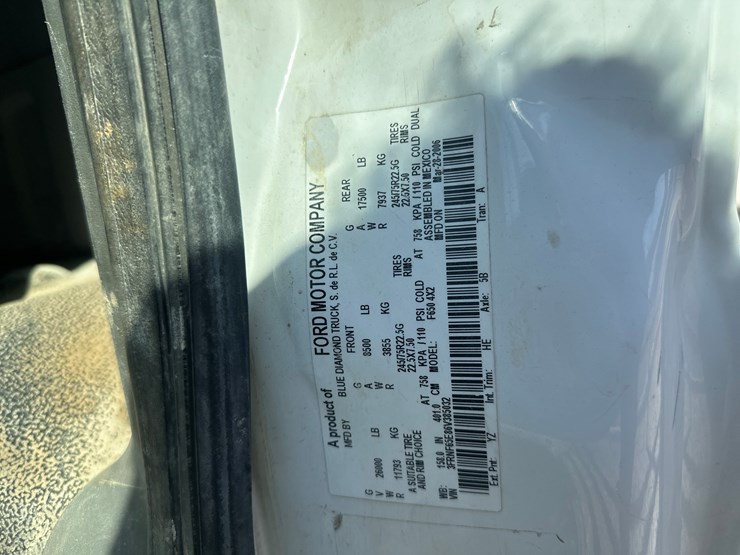 A product of FORD MOTOR COMPANY
MFD BY BLUE DIAMOND TRUCK, S. de R.L. de C.V.
FRONT REAR
G G G
V 26000 LB A 8500 LB A 17500 LB
W W W
R 11793 KG R 3855 KG R 7937 KG
A SUITABLE TIRE 245/75R22.5G TIRES 245/75R22.5G TIRES
AND RIM CHOICE 22.5X7.50 RIMS 22.5X7.50 RIMS
AT 758 KPA / 110 PSI COLD AT 758 KPA / 110 PSI COLD DUAL
WB: 158.0 IN 401.0 CM MODEL: F650 4X2 ASSEMBLED IN MEXICO
VIN 3FRNF65E86V385032 MFD ON Mar-28-2006
Ext. Pnt: YZ Int. Trim: HE Axle: 5B Tran: A